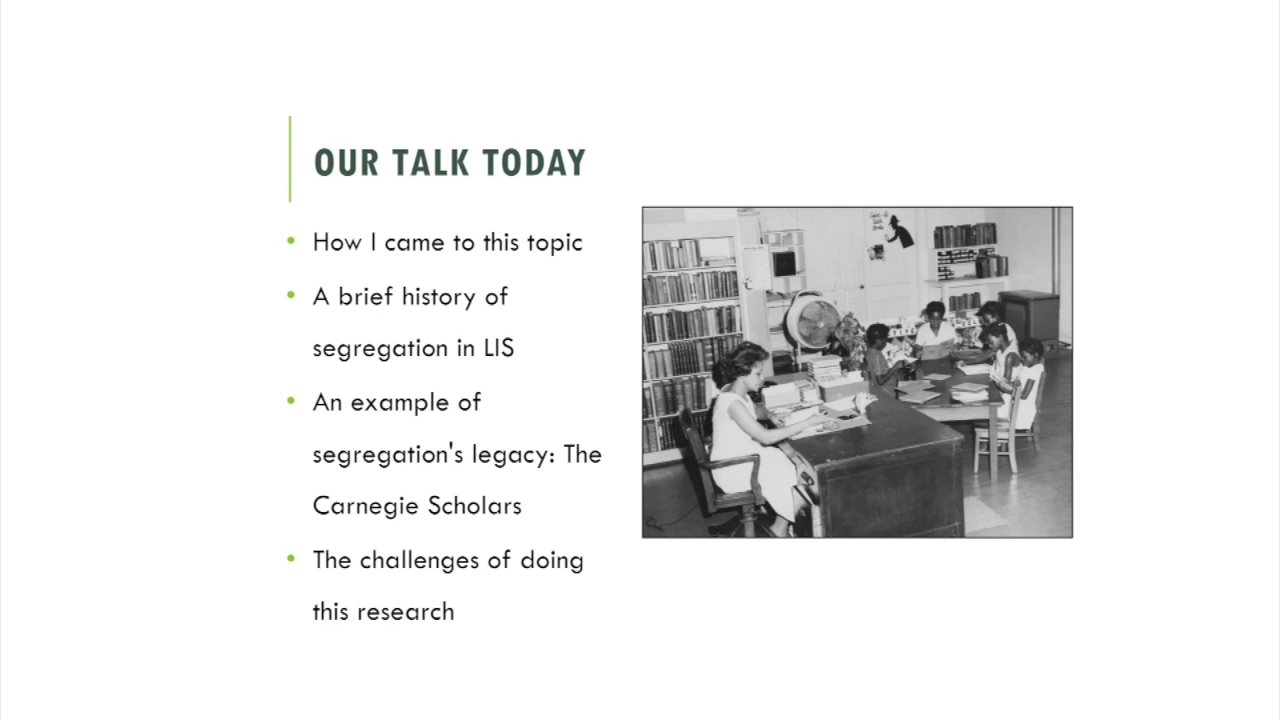 OUR TALK TODAY
• How I came to this topic
• A brief history of
segregation in LIS
• An example of
segregation's legacy: The
Carnegie Scholars
• The challenges of doing
this research